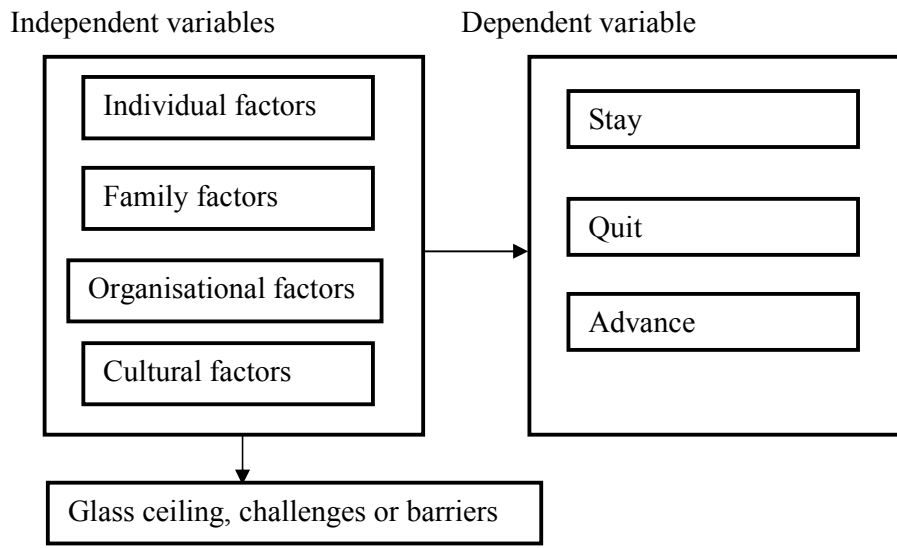 Independent variables
Dependent variable
Individual factors
Family factors
Organisational factors
Cultural factors
Stay
Quit
Advance
Glass ceiling, challenges or barriers